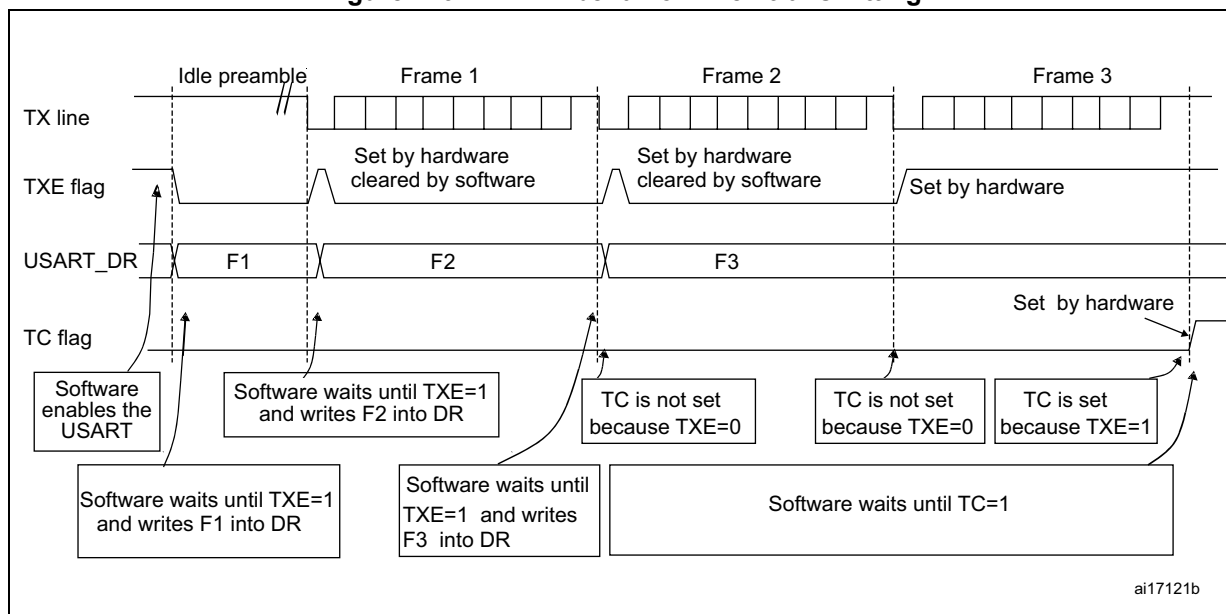 Idle preamble Frame 1 Frame 2 Frame 3
TX line
Set by hardware
cleared by software
Set by hardware
cleared by software
TXE flag
Set by hardware
USART_DR F1 F2 F3
Set by hardware
TC flag
Software
enables the
USART
Software waits until TXE=1
and writes F2 into DR
TC is not set
because TXE=0
TC is not set
because TXE=0
TC is set
because TXE=1
Software waits until TXE=1
and writes F1 into DR
Software waits until
TXE=1 and writes
F3 into DR
Software waits until TC=1
ai17121b